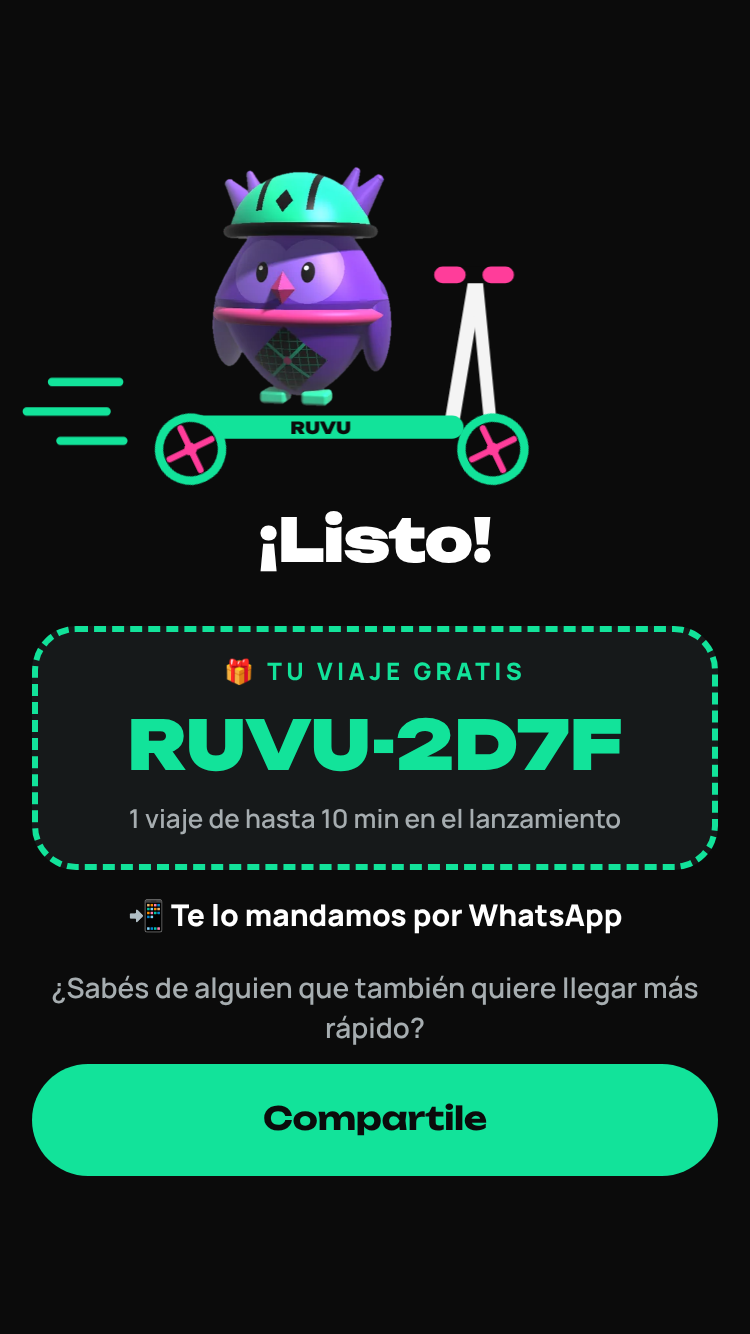 RUVU
¡Listo!
🎁 TU VIAJE GRATIS
RUVU-2D7F
1 viaje de hasta 10 min en el lanzamiento
📲 Te lo mandamos por WhatsApp
¿Sabés de alguien que también quiere llegar más
rápido?
Compartile